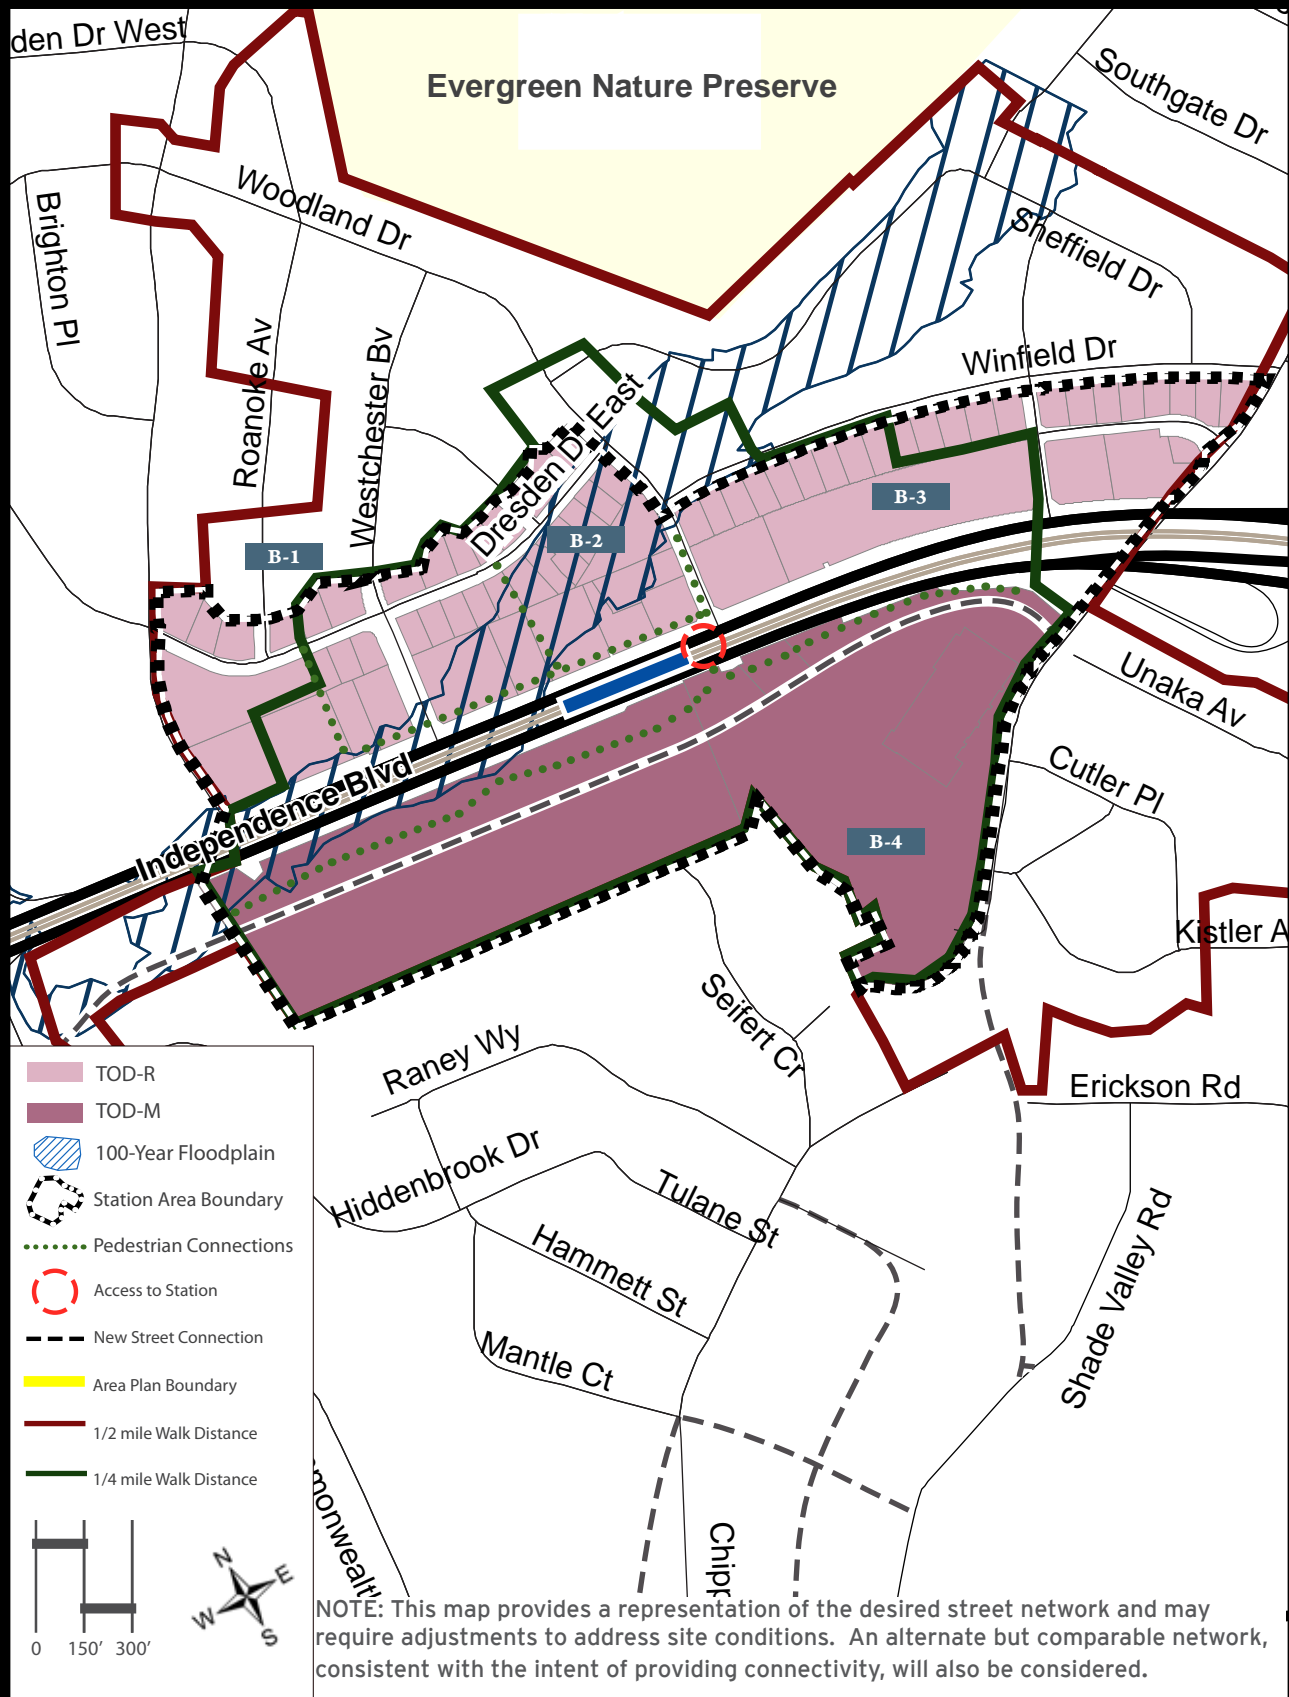 den Dr West
Evergreen Nature Preserve
Southgate Dr
Woodland Dr
Brighton Pl
Sheffield Dr
Winfield Dr
Roanoke Av
Westchester Bv
Dresden Dr East
B-3
B-2
B-1
Unaka Av
Cutler Pl
Independence Blvd
B-4
Kistler A
Seifert Cr
Raney Wy
Erickson Rd
Hiddenbrook Dr
Tulane St
Hammett St
Shade Valley Rd
Mantle Ct
monwealt
Chipp
TOD-R
TOD-M
100-Year Floodplain
Station Area Boundary
Pedestrian Connections
Access to Station
New Street Connection
Area Plan Boundary
1/2 mile Walk Distance
1/4 mile Walk Distance
N
E
W
S
0 150' 300'
NOTE: This map provides a representation of the desired street network and may
require adjustments to address site conditions. An alternate but comparable network,
consistent with the intent of providing connectivity, will also be considered.